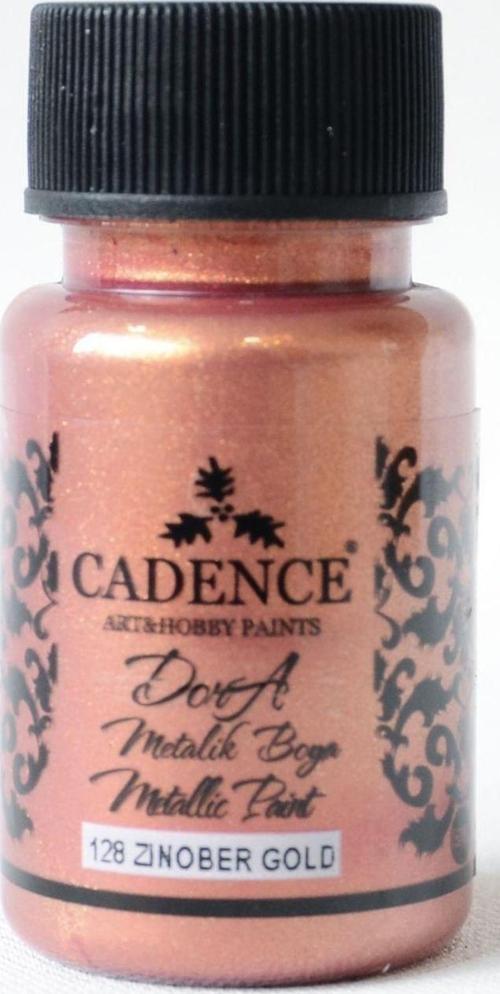 CADENCE®
ART&HOBBY PAINTS
DorA
Metalik Boya
Metallic Paint
128 ZINOBER GOLD